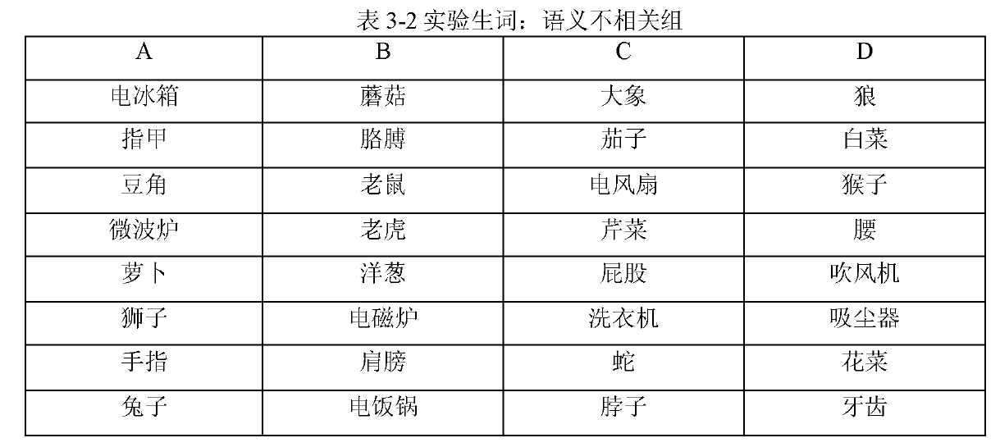 表 3-2 实验生词：语义不相关组
A B C D
电冰箱 蘑菇 大象 狼
指甲 胳膊 茄子 白菜
豆角 老鼠 电风扇 猴子
微波炉 老虎 芹菜 腰
萝卜 洋葱 屁股 吹风机
狮子 电磁炉 洗衣机 吸尘器
手指 肩膀 蛇 花菜
兔子 电饭锅 脖子 牙齿